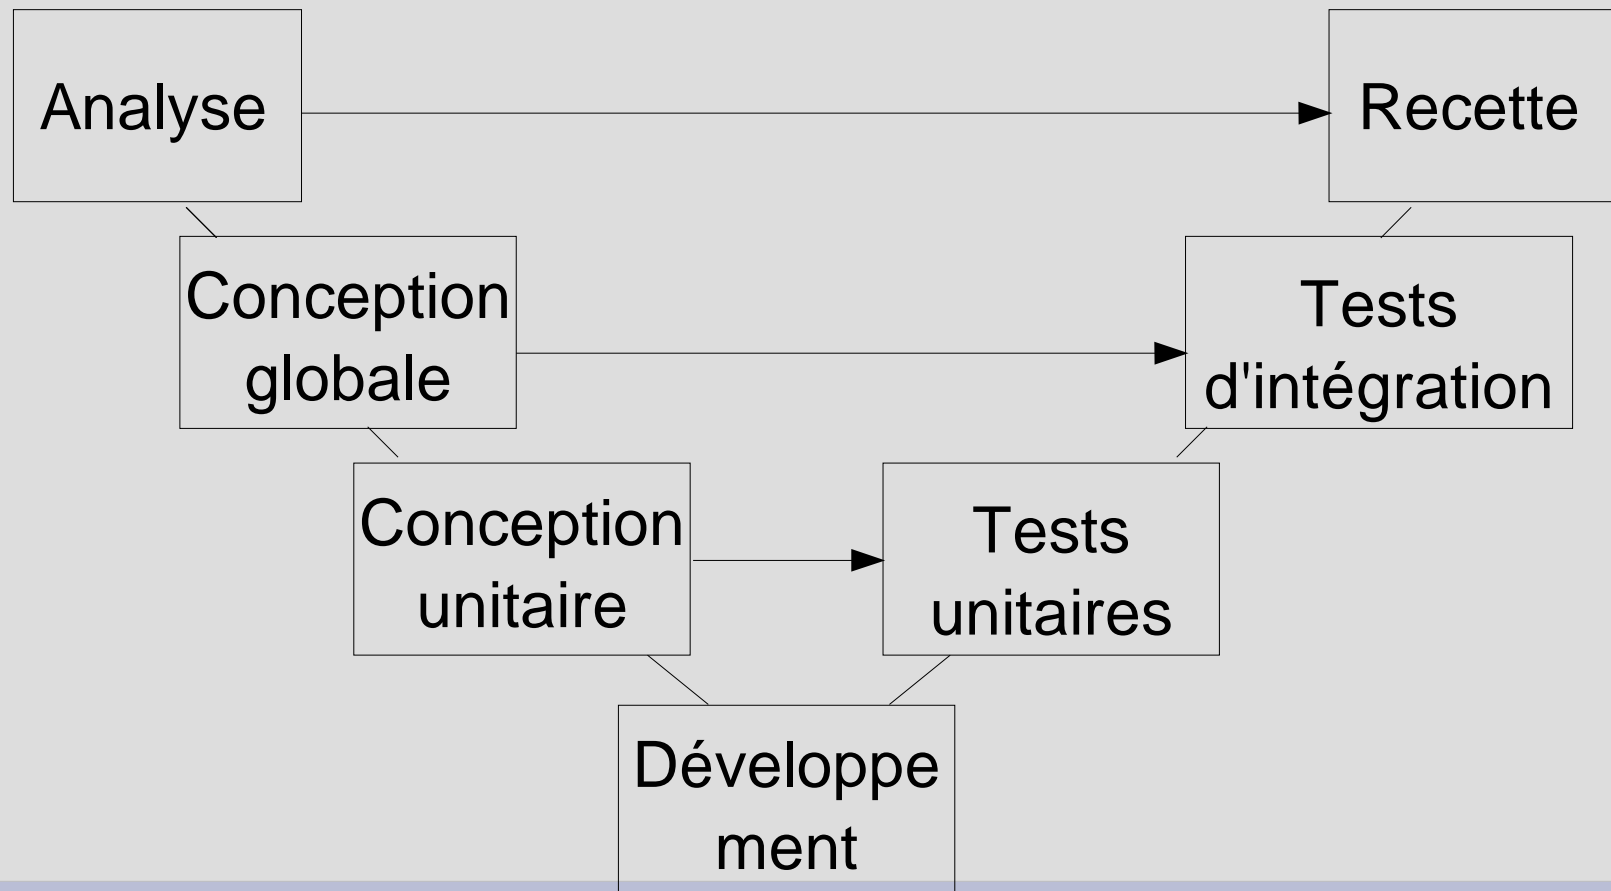 Analyse
Recette
Conception
globale
Tests
d'intégration
Conception
unitaire
Tests
unitaires
Développe
ment